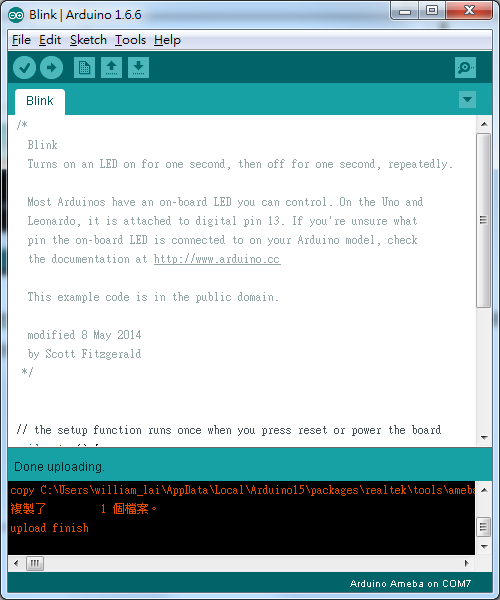 Blink | Arduino 1.6.6
File Edit Sketch Tools Help
Blink
/*
Blink
Turns on an LED on for one second, then off for one second, repeatedly.
Most Arduinos have an on-board LED you can control. On the Uno and
Leonardo, it is attached to digital pin 13. If you're unsure what
pin the on-board LED is connected to on your Arduino model, check
the documentation at http://www.arduino.cc
This example code is in the public domain.
modified 8 May 2014
by Scott Fitzgerald
*/
// the setup function runs once when you press reset or power the board
Done uploading.
copy C:\Users\william_lai\AppData\Local\Arduino15\packages\realtek\tools\ameba
複製了 1 個檔案。
upload finish
Arduino Ameba on COM7